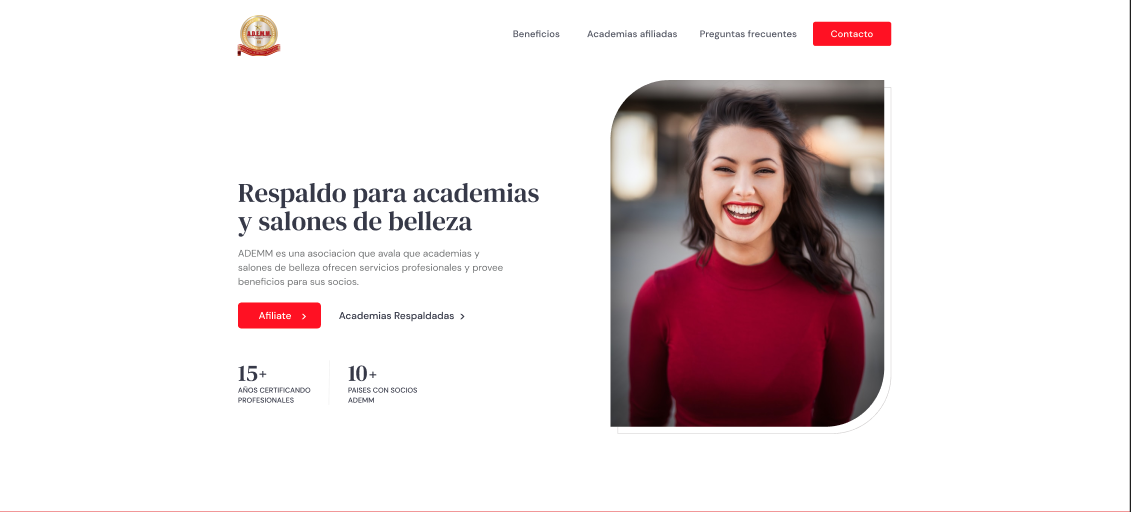 A.D.E.M.M.
Beneficios
Academias afiliadas
Preguntas frecuentes
Contacto
Respaldo para academias
y salones de belleza
ADEMM es una asociacion que avala que academias y
salones de belleza ofrecen servicios profesionales y provee
beneficios para sus socios.
Afiliate >
Academias Respaldadas >
15+
AÑOS CERTIFICANDO
PROFESIONALES
10+
PAISES CON SOCIOS
ADEMM